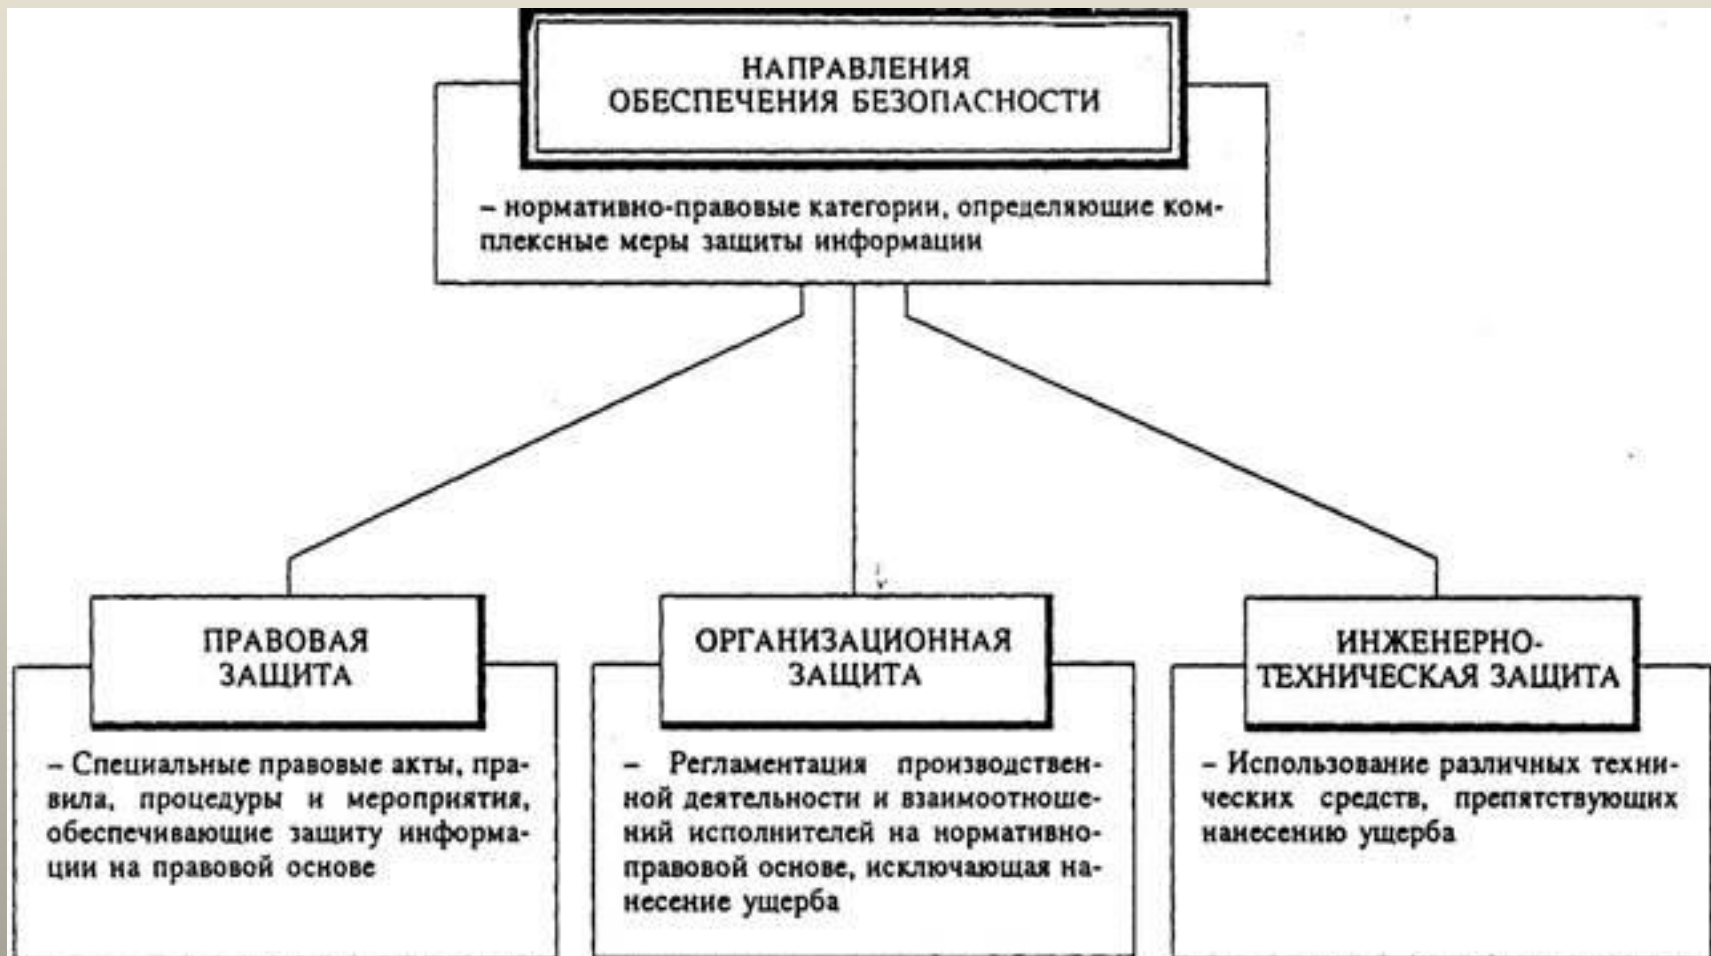 НАПРАВЛЕНИЯ
ОБЕСПЕЧЕНИЯ БЕЗОПАСНОСТИ
– нормативно-правовые категории, определяющие ком-
плексные меры защиты информации
ПРАВОВАЯ
ЗАЩИТА
– Специальные правовые акты, пра-
вила, процедуры и мероприятия,
обеспечивающие защиту информа-
ции на правовой основе
ОРГАНИЗАЦИОННАЯ
ЗАЩИТА
– Регламентация производствен-
ной деятельности и взаимоотноше-
ний исполнителей на нормативно-
правовой основе, исключающая на-
несение ущерба
ИНЖЕНЕРНО-
ТЕХНИЧЕСКАЯ ЗАЩИТА
– Использование различных техни-
ческих средств, препятствующих
нанесению ущерба